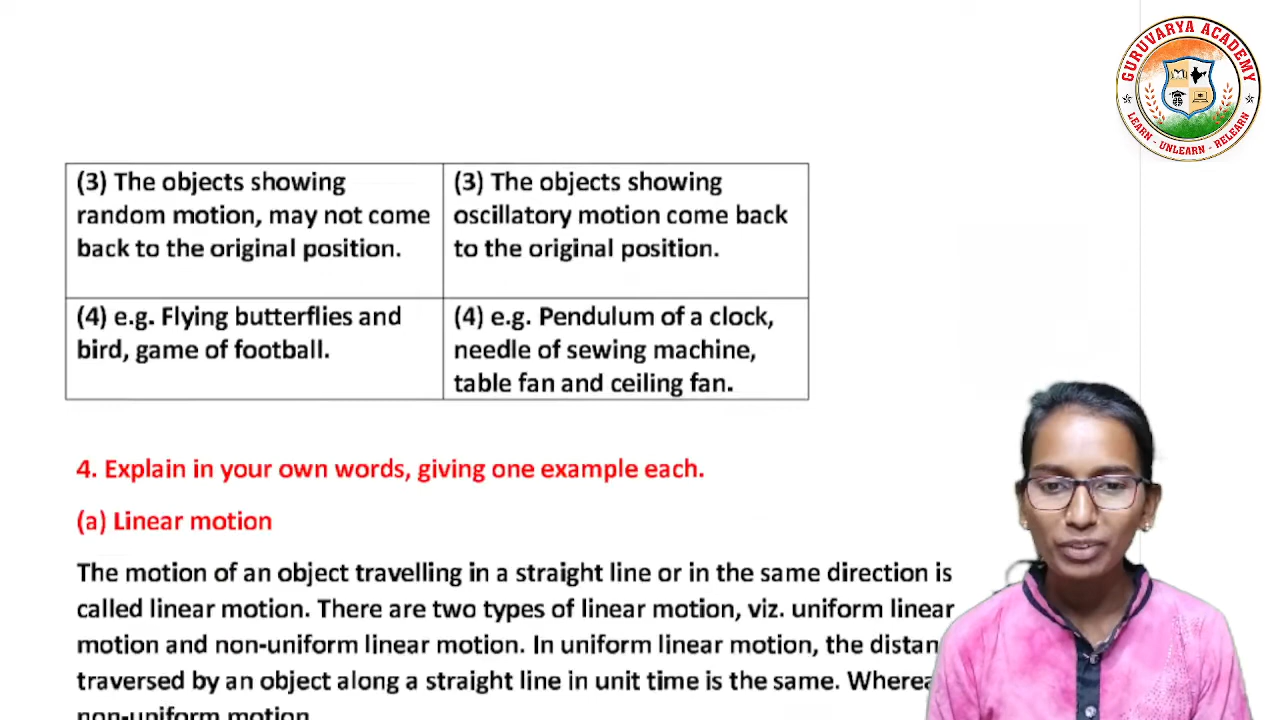 GURUVARYA ACADEMY
LEARN - UNLEARN - RELEARN
(3) The objects showing
random motion, may not come
back to the original position.
(3) The objects showing
oscillatory motion come back
to the original position.
(4) e.g. Flying butterflies and
bird, game of football.
(4) e.g. Pendulum of a clock,
needle of sewing machine,
table fan and ceiling fan.
4. Explain in your own words, giving one example each.
(a) Linear motion
The motion of an object travelling in a straight line or in the same direction is
called linear motion. There are two types of linear motion, viz. uniform linear
motion and non-uniform linear motion. In uniform linear motion, the distan
traversed by an object along a straight line in unit time is the same. Wherea
non-uniform motion